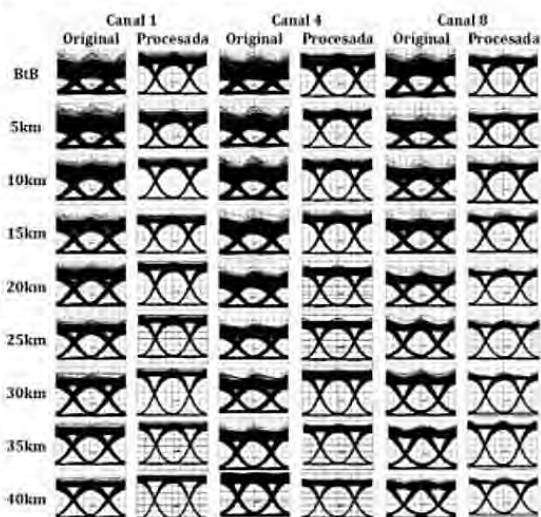 Canal 1 Canal 4 Canal 8
Original Procesada Original Procesada Original Procesada
BtB
5km
10km
15km
20km
25km
30km
35km
40km